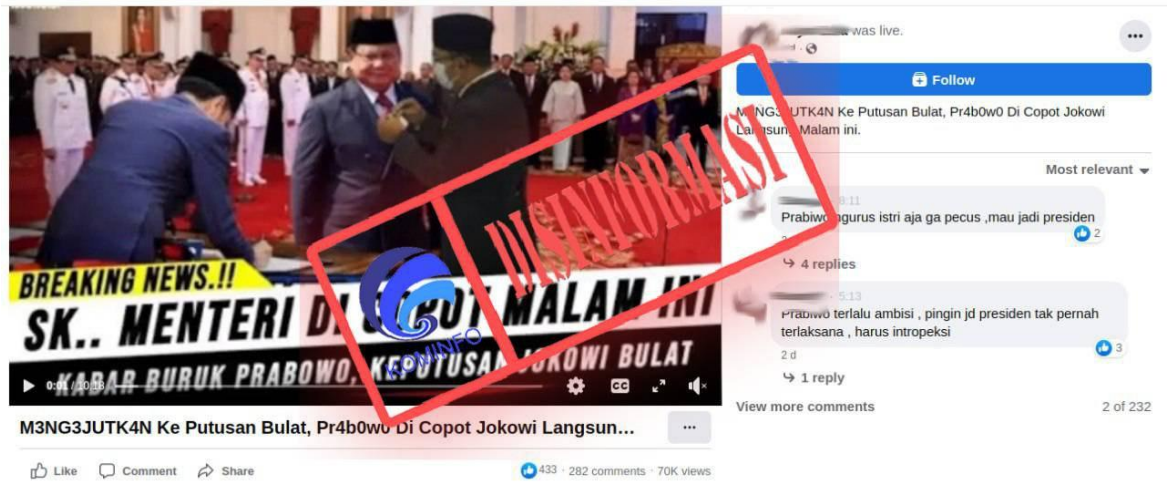 was live.
Follow
M3NG3JUTK4N Ke Putusan Bulat, Pr4b0w0 Di Copot Jokowi
Langsung Malam ini.
Most relevant
8:11
Prabiwo ngurus istri aja ga pecus ,mau jadi presiden
2
4 replies
5:13
Prabiwo terlalu ambisi , pingin jd presiden tak pernah
terlaksana , harus intropeksi
2 d
3
1 reply
View more comments
2 of 232
BREAKING NEWS.!!
SK.. MENTERI DI COPOT MALAM INI
KABAR BURUK PRABOWO, KEPUTUSAN JOKOWI BULAT
0:01 / 10:18
CC
KOMINFO
DISINFORMASI
M3NG3JUTK4N Ke Putusan Bulat, Pr4b0w0 Di Copot Jokowi Langsun...
Like Comment Share
433 · 282 comments · 70K views